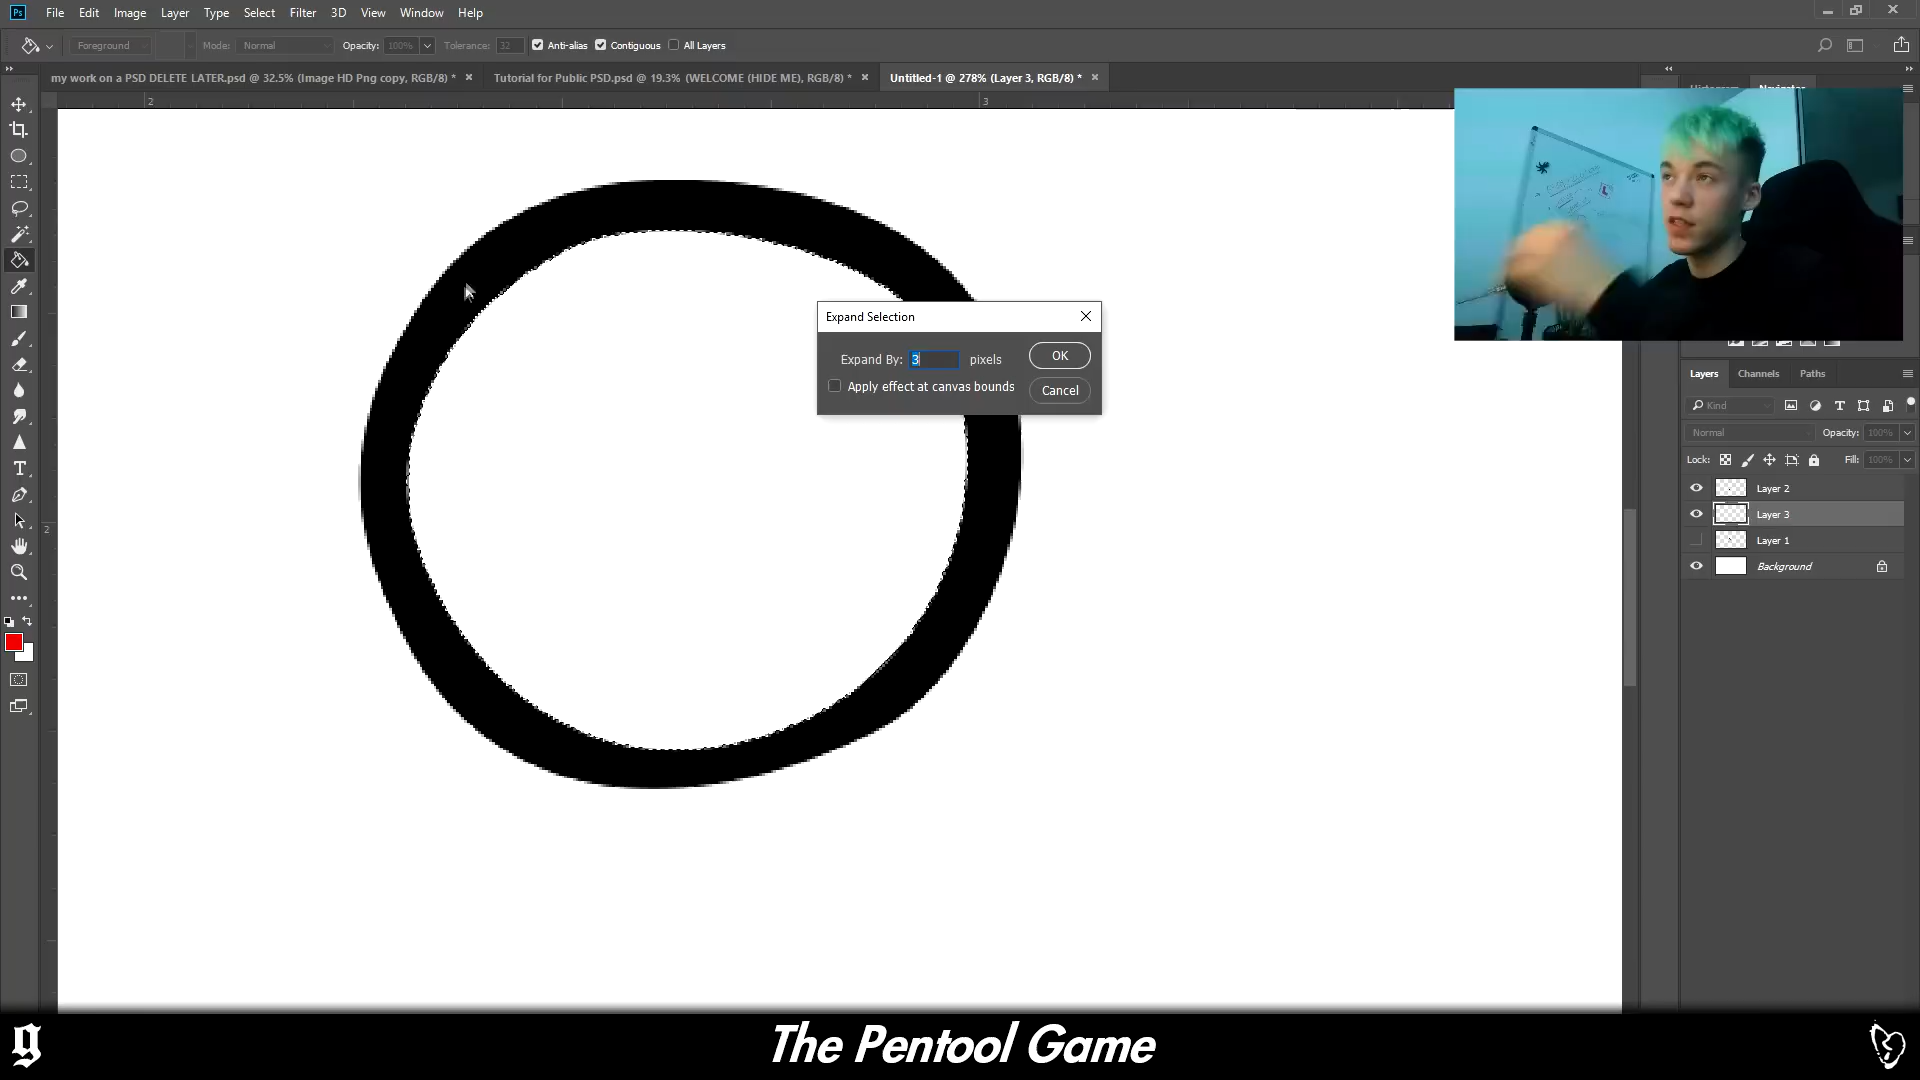 Ps File Edit Image Layer Type Select Filter 3D View Window Help
Foreground Mode: Normal Opacity: 100% Tolerance: 32 Anti-alias Contiguous All Layers
my work on a PSD DELETE LATER.psd @ 32.5% (Image HD Png copy, RGB/8) * Tutorial for Public PSD.psd @ 19.3% (WELCOME (HIDE ME), RGB/8) * Untitled-1 @ 278% (Layer 3, RGB/8) *
2 3
2
Expand Selection
Expand By: 3 pixels OK
Apply effect at canvas bounds Cancel
L
Layers Channels Paths
Kind
Normal Opacity: 100%
Lock: Fill: 100%
Layer 2
Layer 3
Layer 1
Background
g The Pentool Game